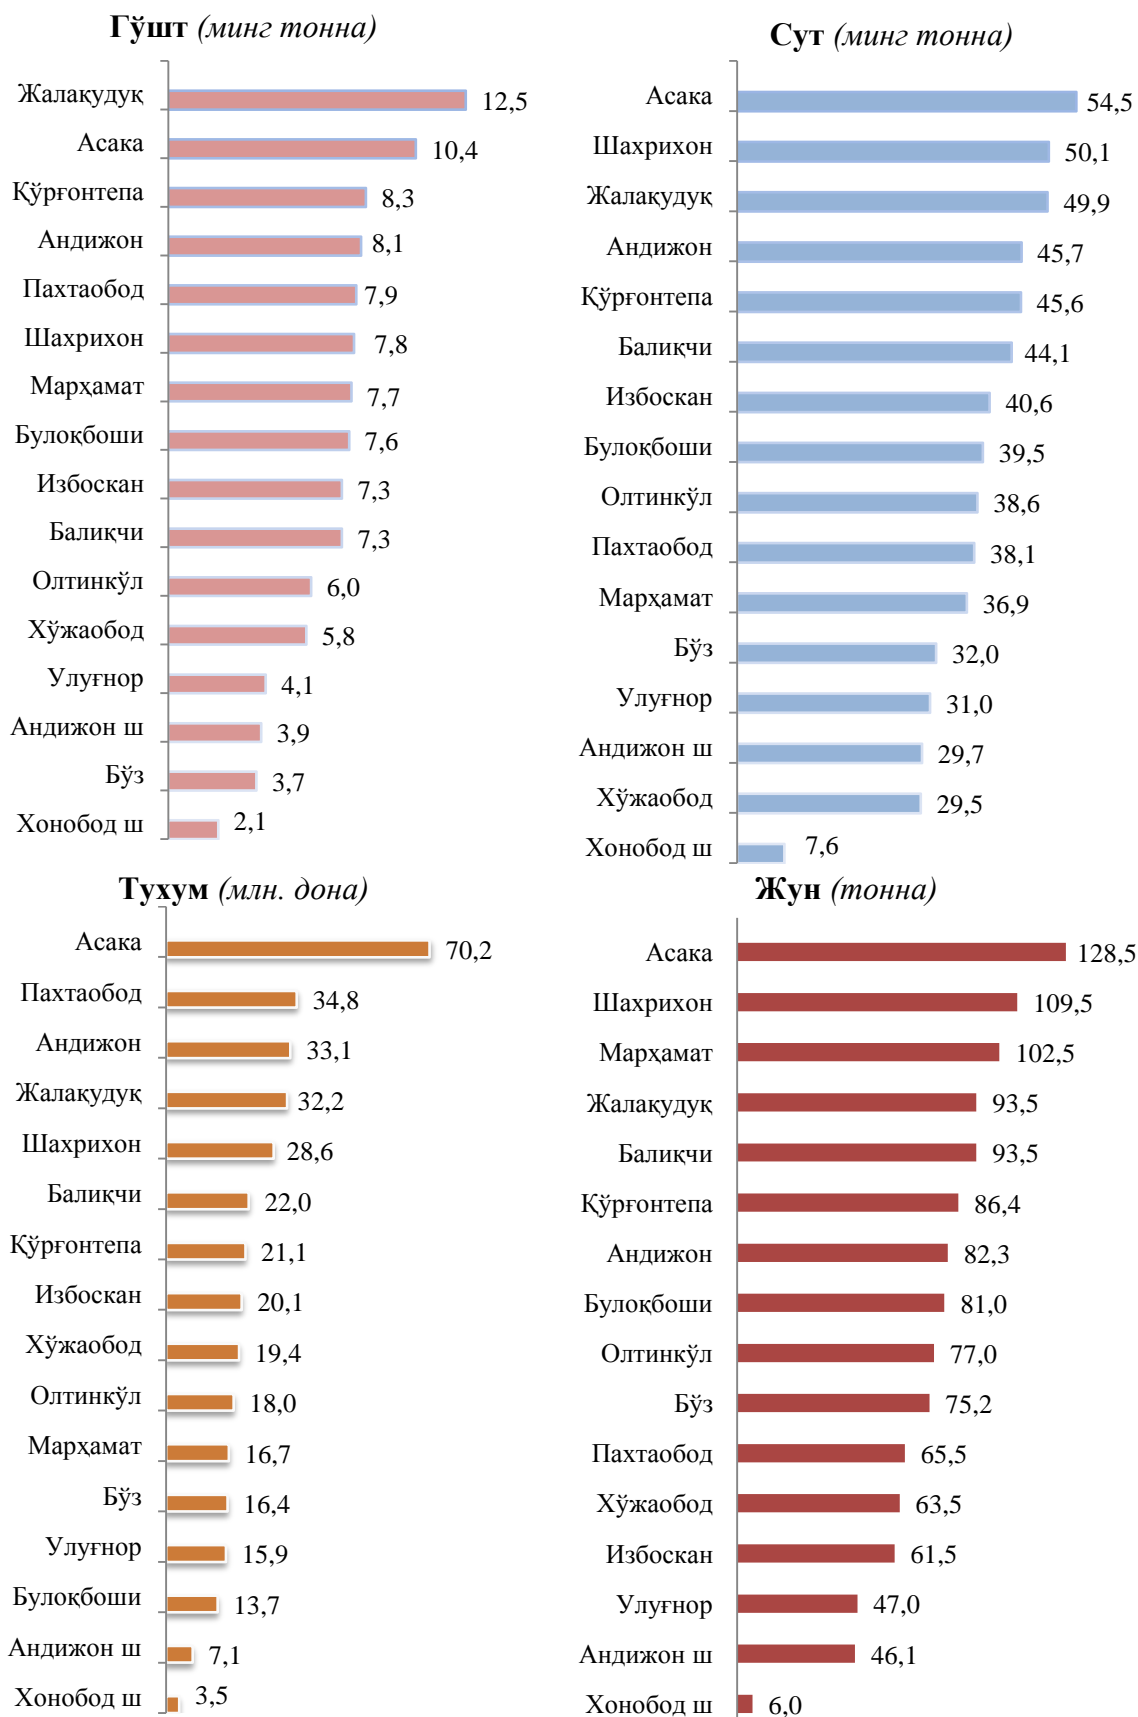 Гўшт (минг тонна)
Жалақудуқ 12,5
Асака 10,4
Қўрғонтепа 8,3
Андижон 8,1
Пахтаобод 7,9
Шахрихон 7,8
Марҳамат 7,7
Булоқбоши 7,6
Избоскан 7,3
Балиқчи 7,3
Олтинкўл 6,0
Хўжаобод 5,8
Улуғнор 4,1
Андижон ш 3,9
Бўз 3,7
Хонобод ш 2,1
Сут (минг тонна)
Асака 54,5
Шахрихон 50,1
Жалақудуқ 49,9
Андижон 45,7
Қўрғонтепа 45,6
Балиқчи 44,1
Избоскан 40,6
Булоқбоши 39,5
Олтинкўл 38,6
Пахтаобод 38,1
Марҳамат 36,9
Бўз 32,0
Улуғнор 31,0
Андижон ш 29,7
Хўжаобод 29,5
Хонобод ш 7,6
Тухум (млн. дона)
Асака 70,2
Пахтаобод 34,8
Андижон 33,1
Жалақудуқ 32,2
Шахрихон 28,6
Балиқчи 22,0
Қўрғонтепа 21,1
Избоскан 20,1
Хўжаобод 19,4
Олтинкўл 18,0
Марҳамат 16,7
Бўз 16,4
Улуғнор 15,9
Булоқбоши 13,7
Андижон ш 7,1
Хонобод ш 3,5
Жун (тонна)
Асака 128,5
Шахрихон 109,5
Марҳамат 102,5
Жалақудуқ 93,5
Балиқчи 93,5
Қўрғонтепа 86,4
Андижон 82,3
Булоқбоши 81,0
Олтинкўл 77,0
Бўз 75,2
Пахтаобод 65,5
Хўжаобод 63,5
Избоскан 61,5
Улуғнор 47,0
Андижон ш 46,1
Хонобод ш 6,0